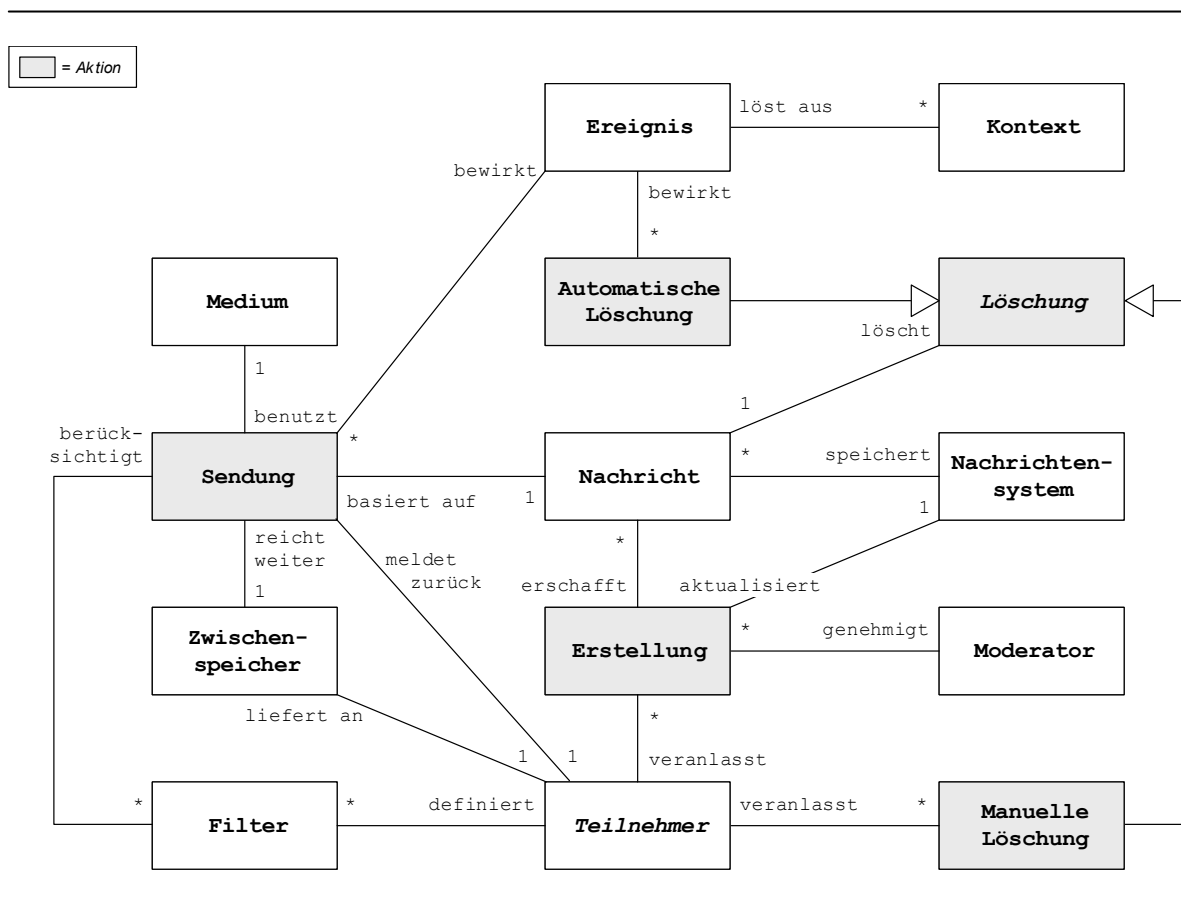 = Aktion
Ereignis
löst aus
*
Kontext
bewirkt
bewirkt
*
Medium
Automatische
Löschung
Löschung
löscht
1
benutzt
1
berück-
sichtigt
*
Sendung
basiert auf
1
Nachricht
*
speichert
Nachrichten-
system
1
reicht
weiter
1
meldet
zurück
*
erschafft
aktualisiert
Zwischen-
speicher
Erstellung
*
genehmigt
Moderator
liefert an
*
1
1
veranlasst
*
Filter
*
definiert
Teilnehmer
veranlasst
*
Manuelle
Löschung